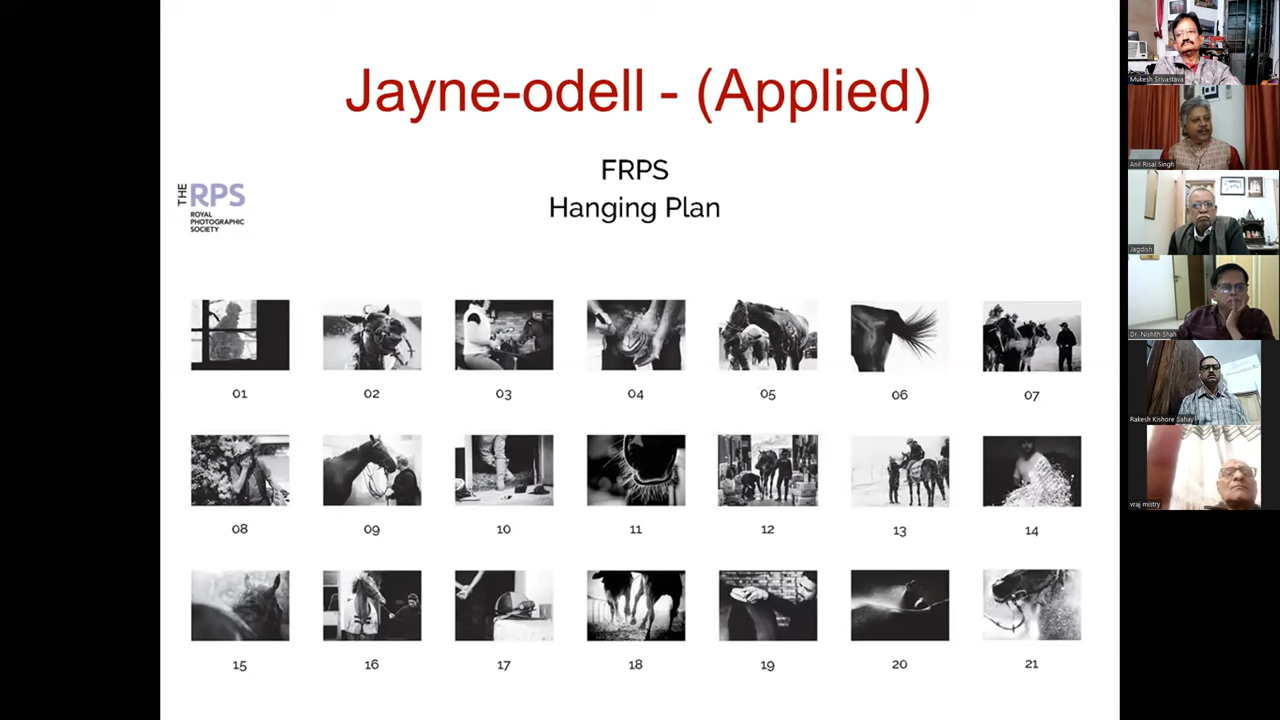 Jayne-odell - (Applied)
FRPS
Hanging Plan
THE RPS
ROYAL
PHOTOGRAPHIC
SOCIETY
01 02 03 04 05 06 07
08 09 10 11 12 13 14
15 16 17 18 19 20 21
Mukesh Srivastava
Anil Risal Singh
Jagdish
Dr. Nishith Shah
Rakesh Kishore Sahay
vraj mistry